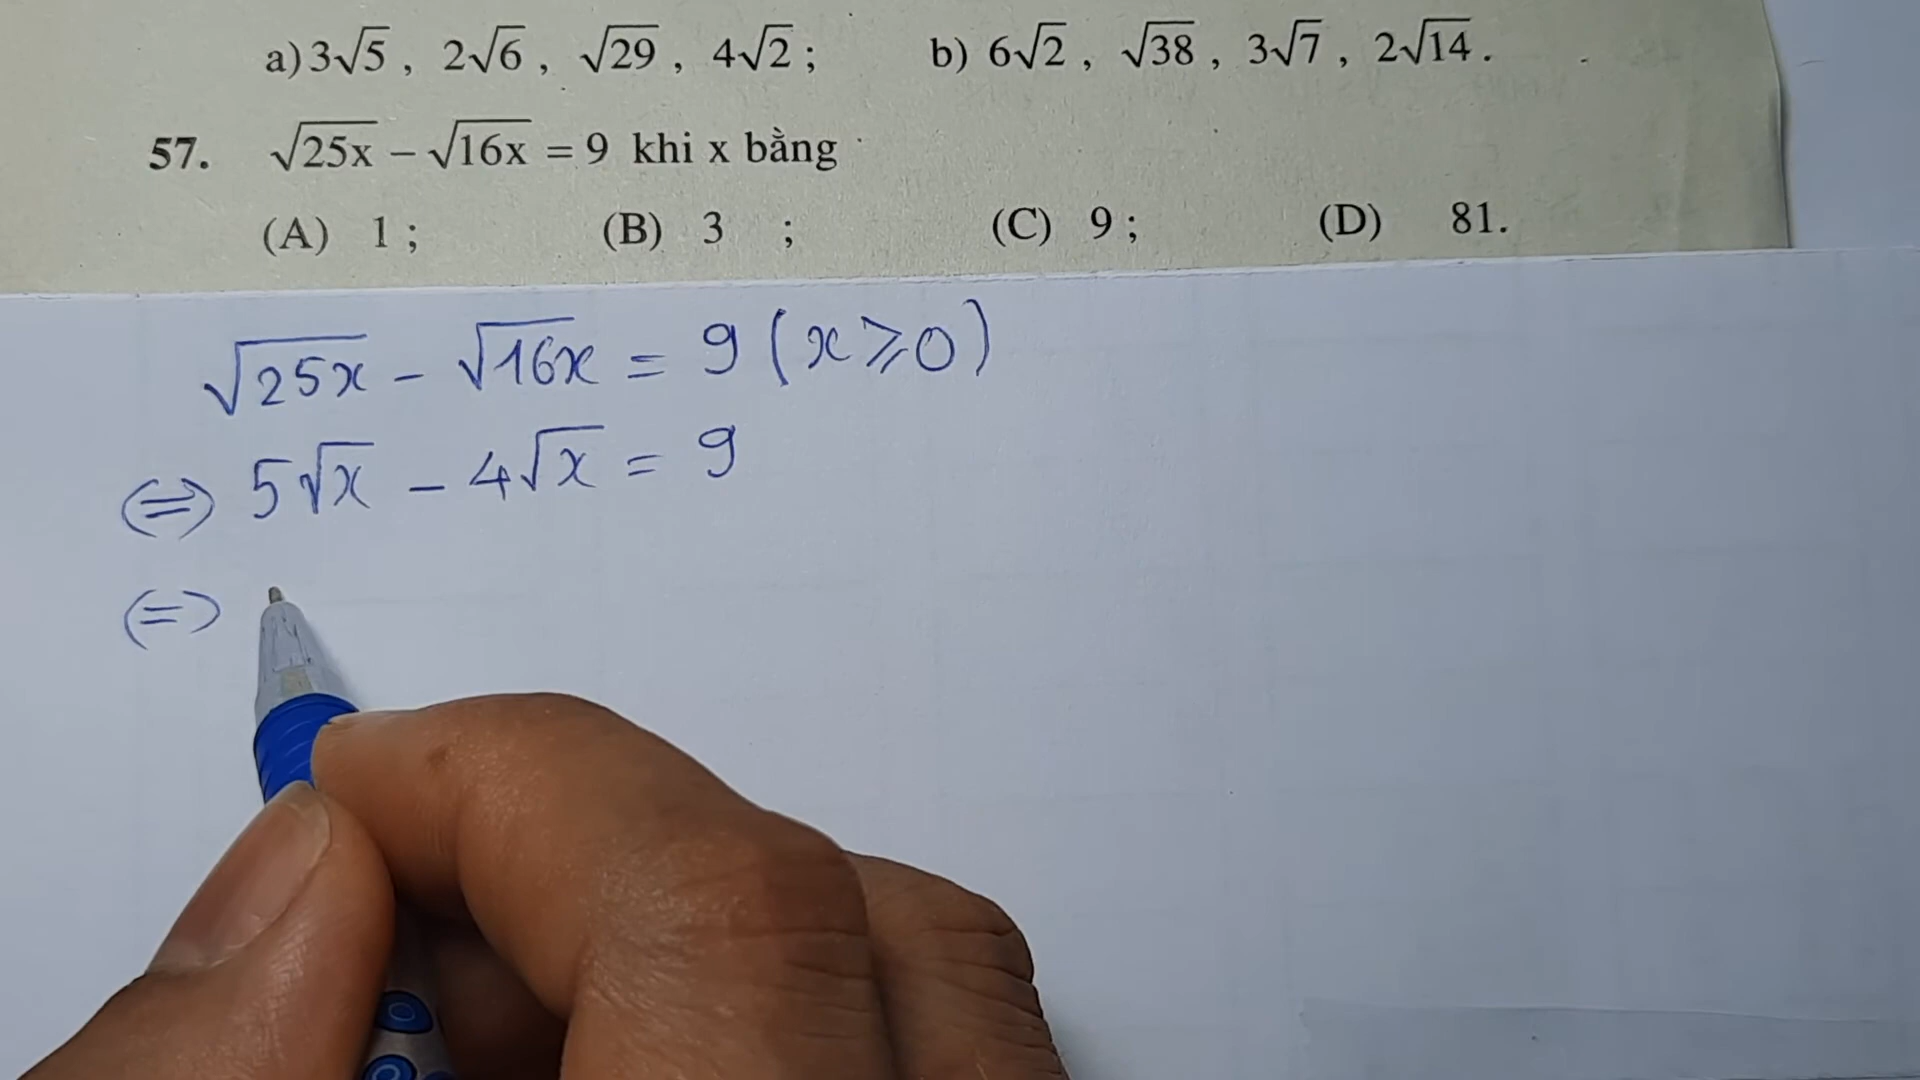 a) 3√5 , 2√6 , √29 , 4√2 ; b) 6√2 , √38 , 3√7 , 2√14 .
57. √25x − √16x = 9 khi x bằng
(A) 1 ; (B) 3 ; (C) 9 ; (D) 81.
√25x − √16x = 9 (x ⩾ 0)
⇔ 5√x − 4√x = 9
⇔